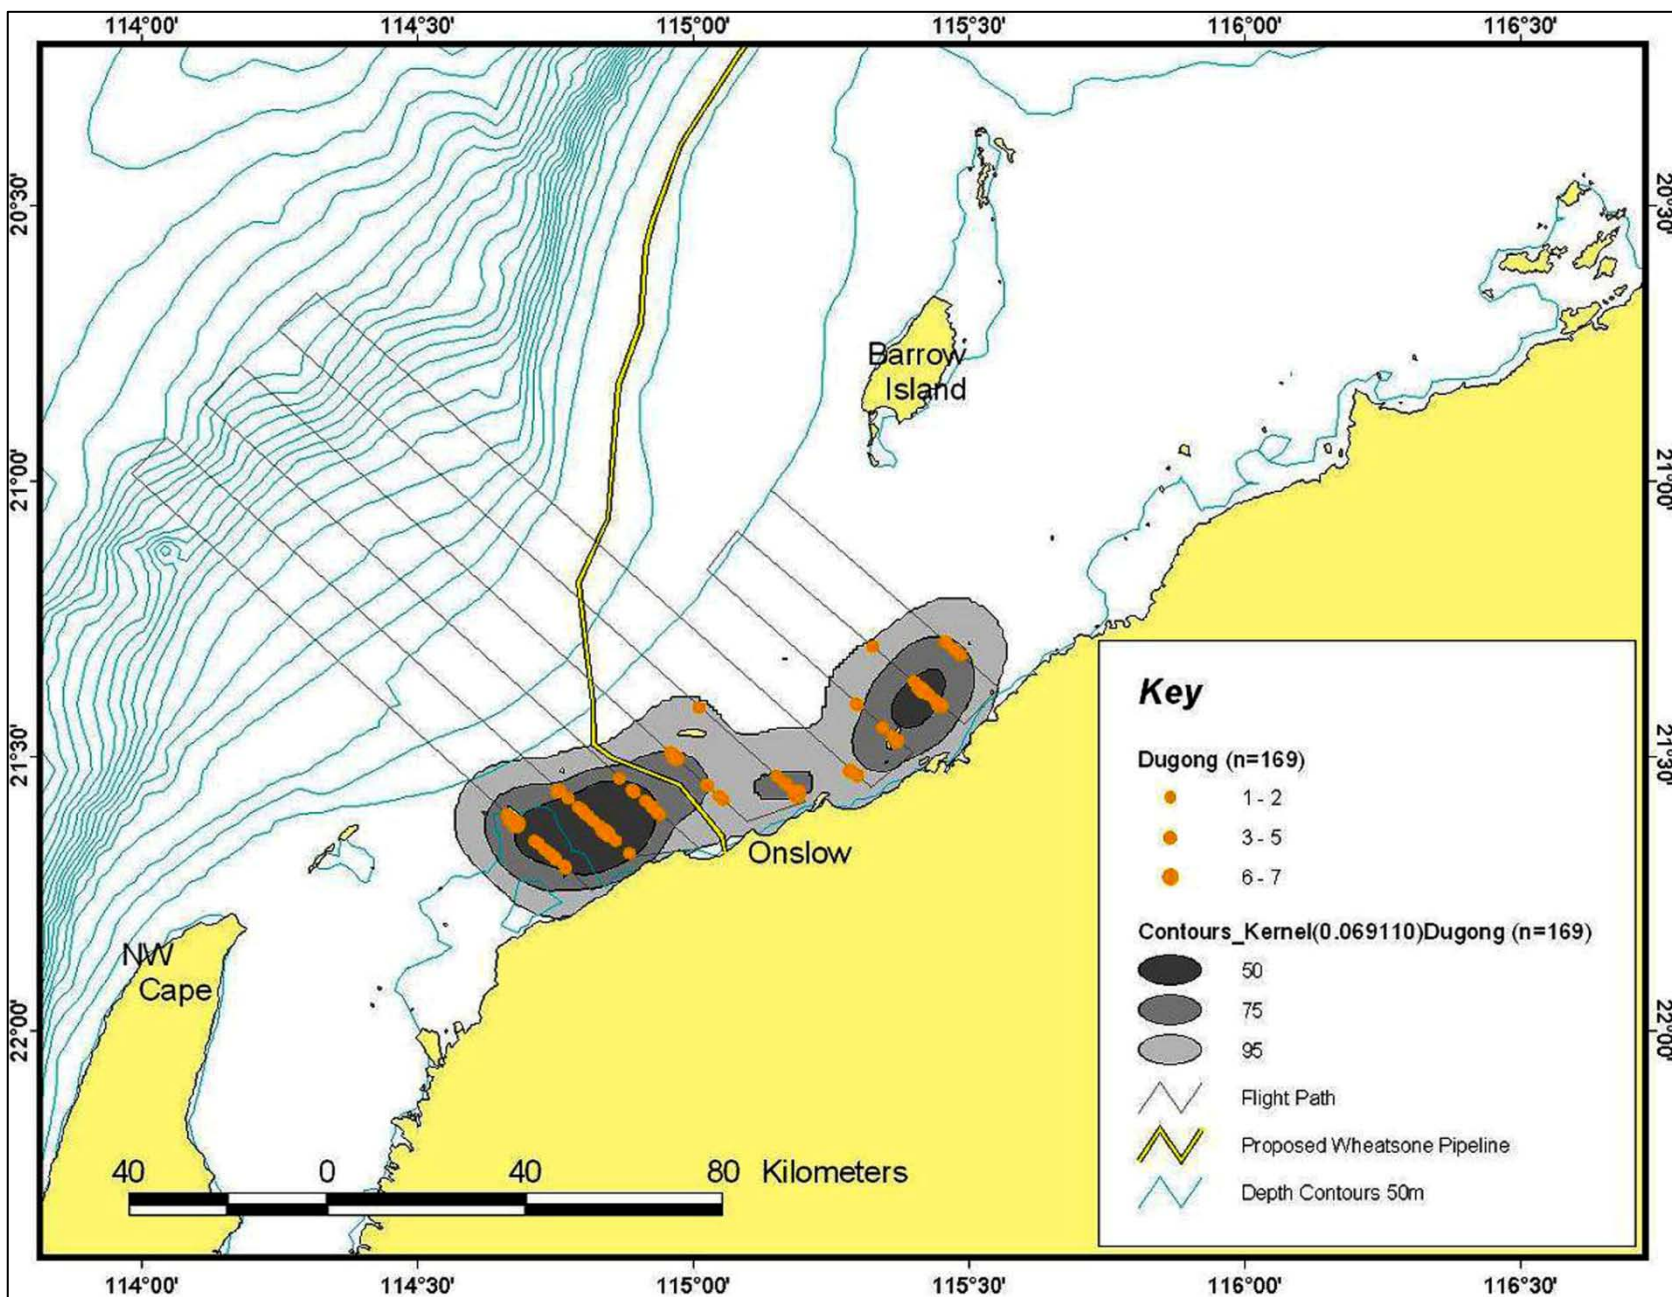 114°00' 114°30' 115°00' 115°30' 116°00' 116°30'
20°30' 20°30'
Barrow
Island
21°00' 21°00'
21°30' 21°30'
Onslow
NW
Cape
22°00' 22°00'
40 0 40 80 Kilometers
Key
Dugong (n=169)
1 - 2
3 - 5
6 - 7
Contours_Kernel(0.069110)Dugong (n=169)
50
75
95
Flight Path
Proposed Wheatsone Pipeline
Depth Contours 50m
114°00' 114°30' 115°00' 115°30' 116°00' 116°30'